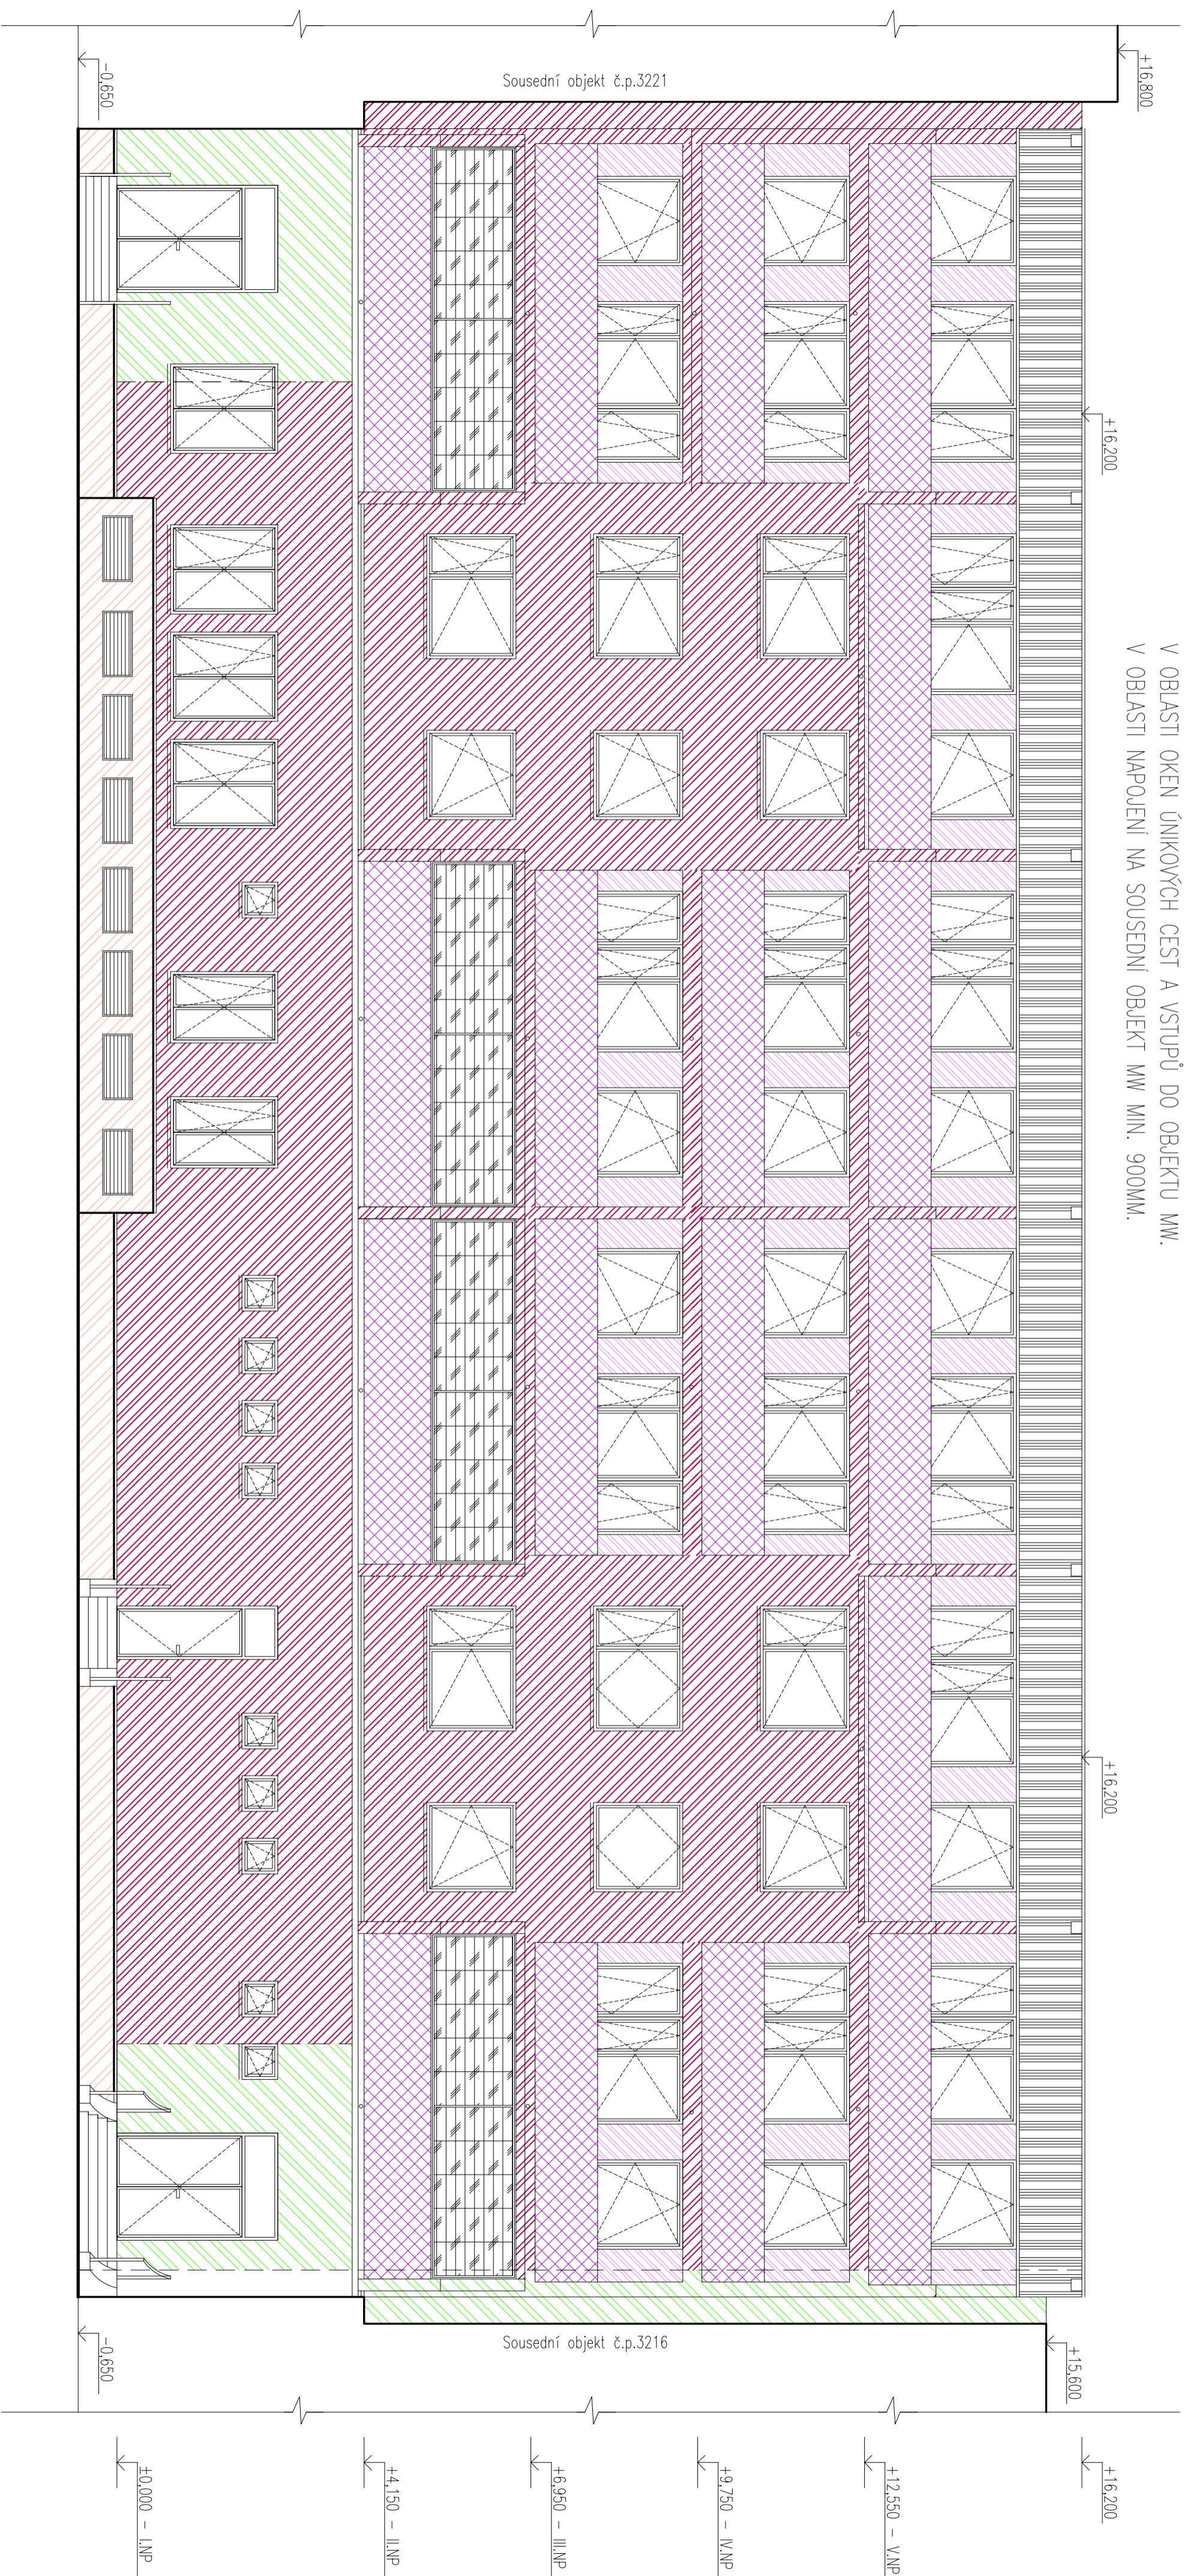 V OBLASTI OKEN ÚNIKOVÝCH CEST A VSTUPŮ DO OBJEKTU MW.
V OBLASTI NAPOJENÍ NA SOUSEDNÍ OBJEKT MW MIN. 900MM.
+16,800
+16,200
+16,200
+15,600
+16,200
Sousední objekt č.p.3221
Sousední objekt č.p.3216
+12,550 – V.NP
+9,750 – IV.NP
+6,950 – III.NP
+4,150 – II.NP
±0,000 – I.NP
-0,650
-0,650